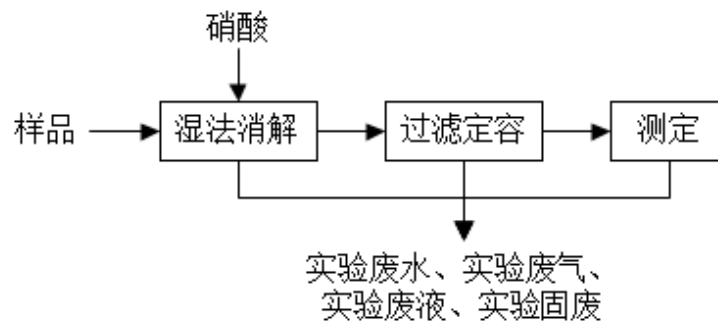 硝酸
样品
湿法消解
过滤定容
测定
实验废水、实验废气、
实验废液、实验固废